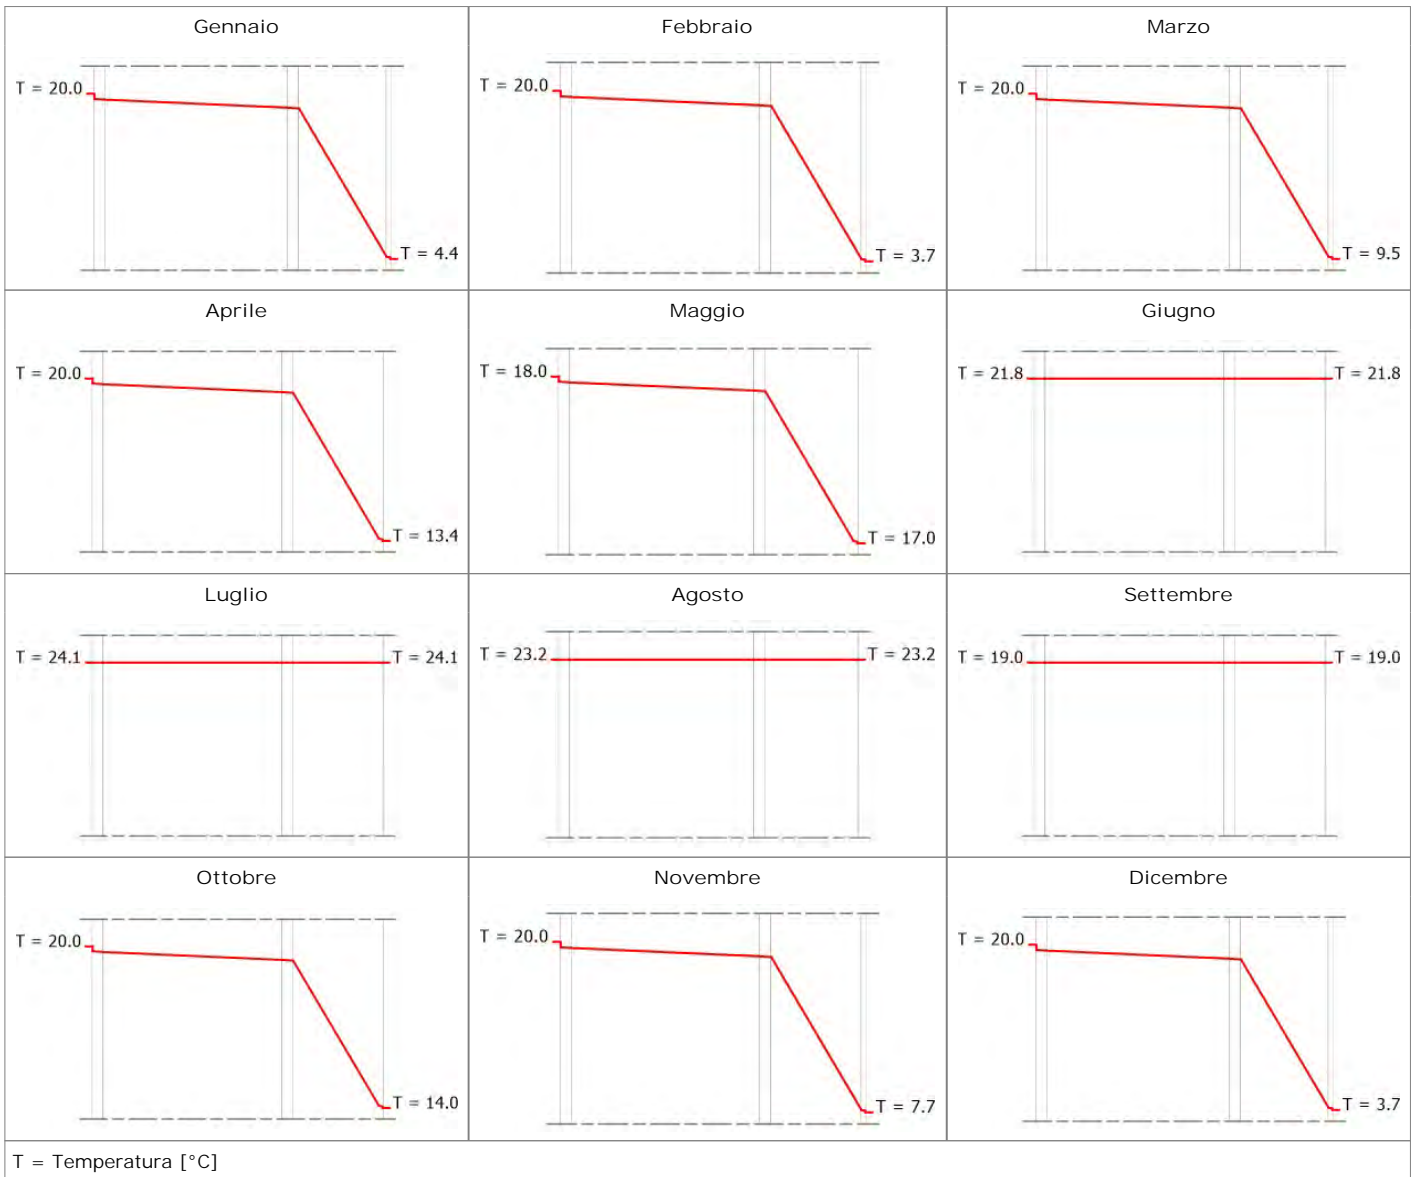 Gennaio
T = 20.0
T = 4.4
Febbraio
T = 20.0
T = 3.7
Marzo
T = 20.0
T = 9.5
Aprile
T = 20.0
T = 13.4
Maggio
T = 18.0
T = 17.0
Giugno
T = 21.8
T = 21.8
Luglio
T = 24.1
T = 24.1
Agosto
T = 23.2
T = 23.2
Settembre
T = 19.0
T = 19.0
Ottobre
T = 20.0
T = 14.0
Novembre
T = 20.0
T = 7.7
Dicembre
T = 20.0
T = 3.7
T = Temperatura [°C]